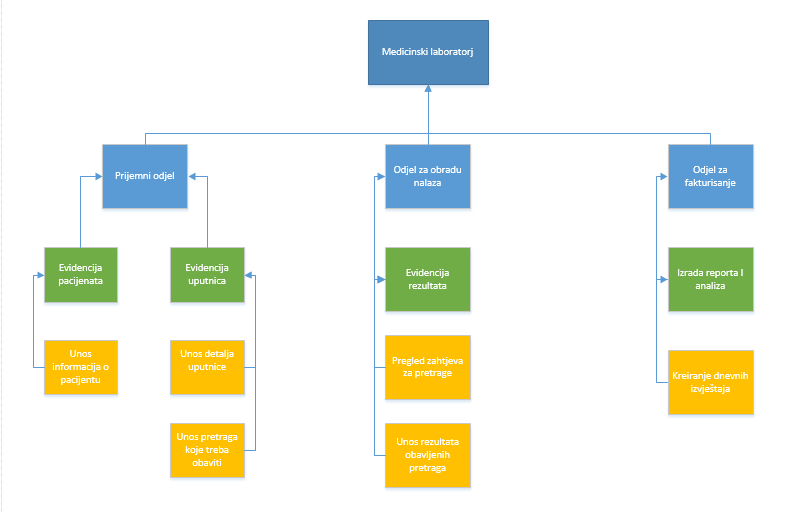 Medicinski laboratorj
Prijemni odjel
Odjel za obradu
nalaza
Odjel za
fakturisanje
Evidencija
pacijenata
Evidencija
uputnica
Evidencija
rezultata
Izrada reporta I
analiza
Unos
informacija o
pacijentu
Unos detalja
uputnice
Pregled zahtjeva
za pretrage
Kreiranje dnevnih
izvještaja
Unos pretraga
koje treba
obaviti
Unos rezultata
obavljenih
pretraga